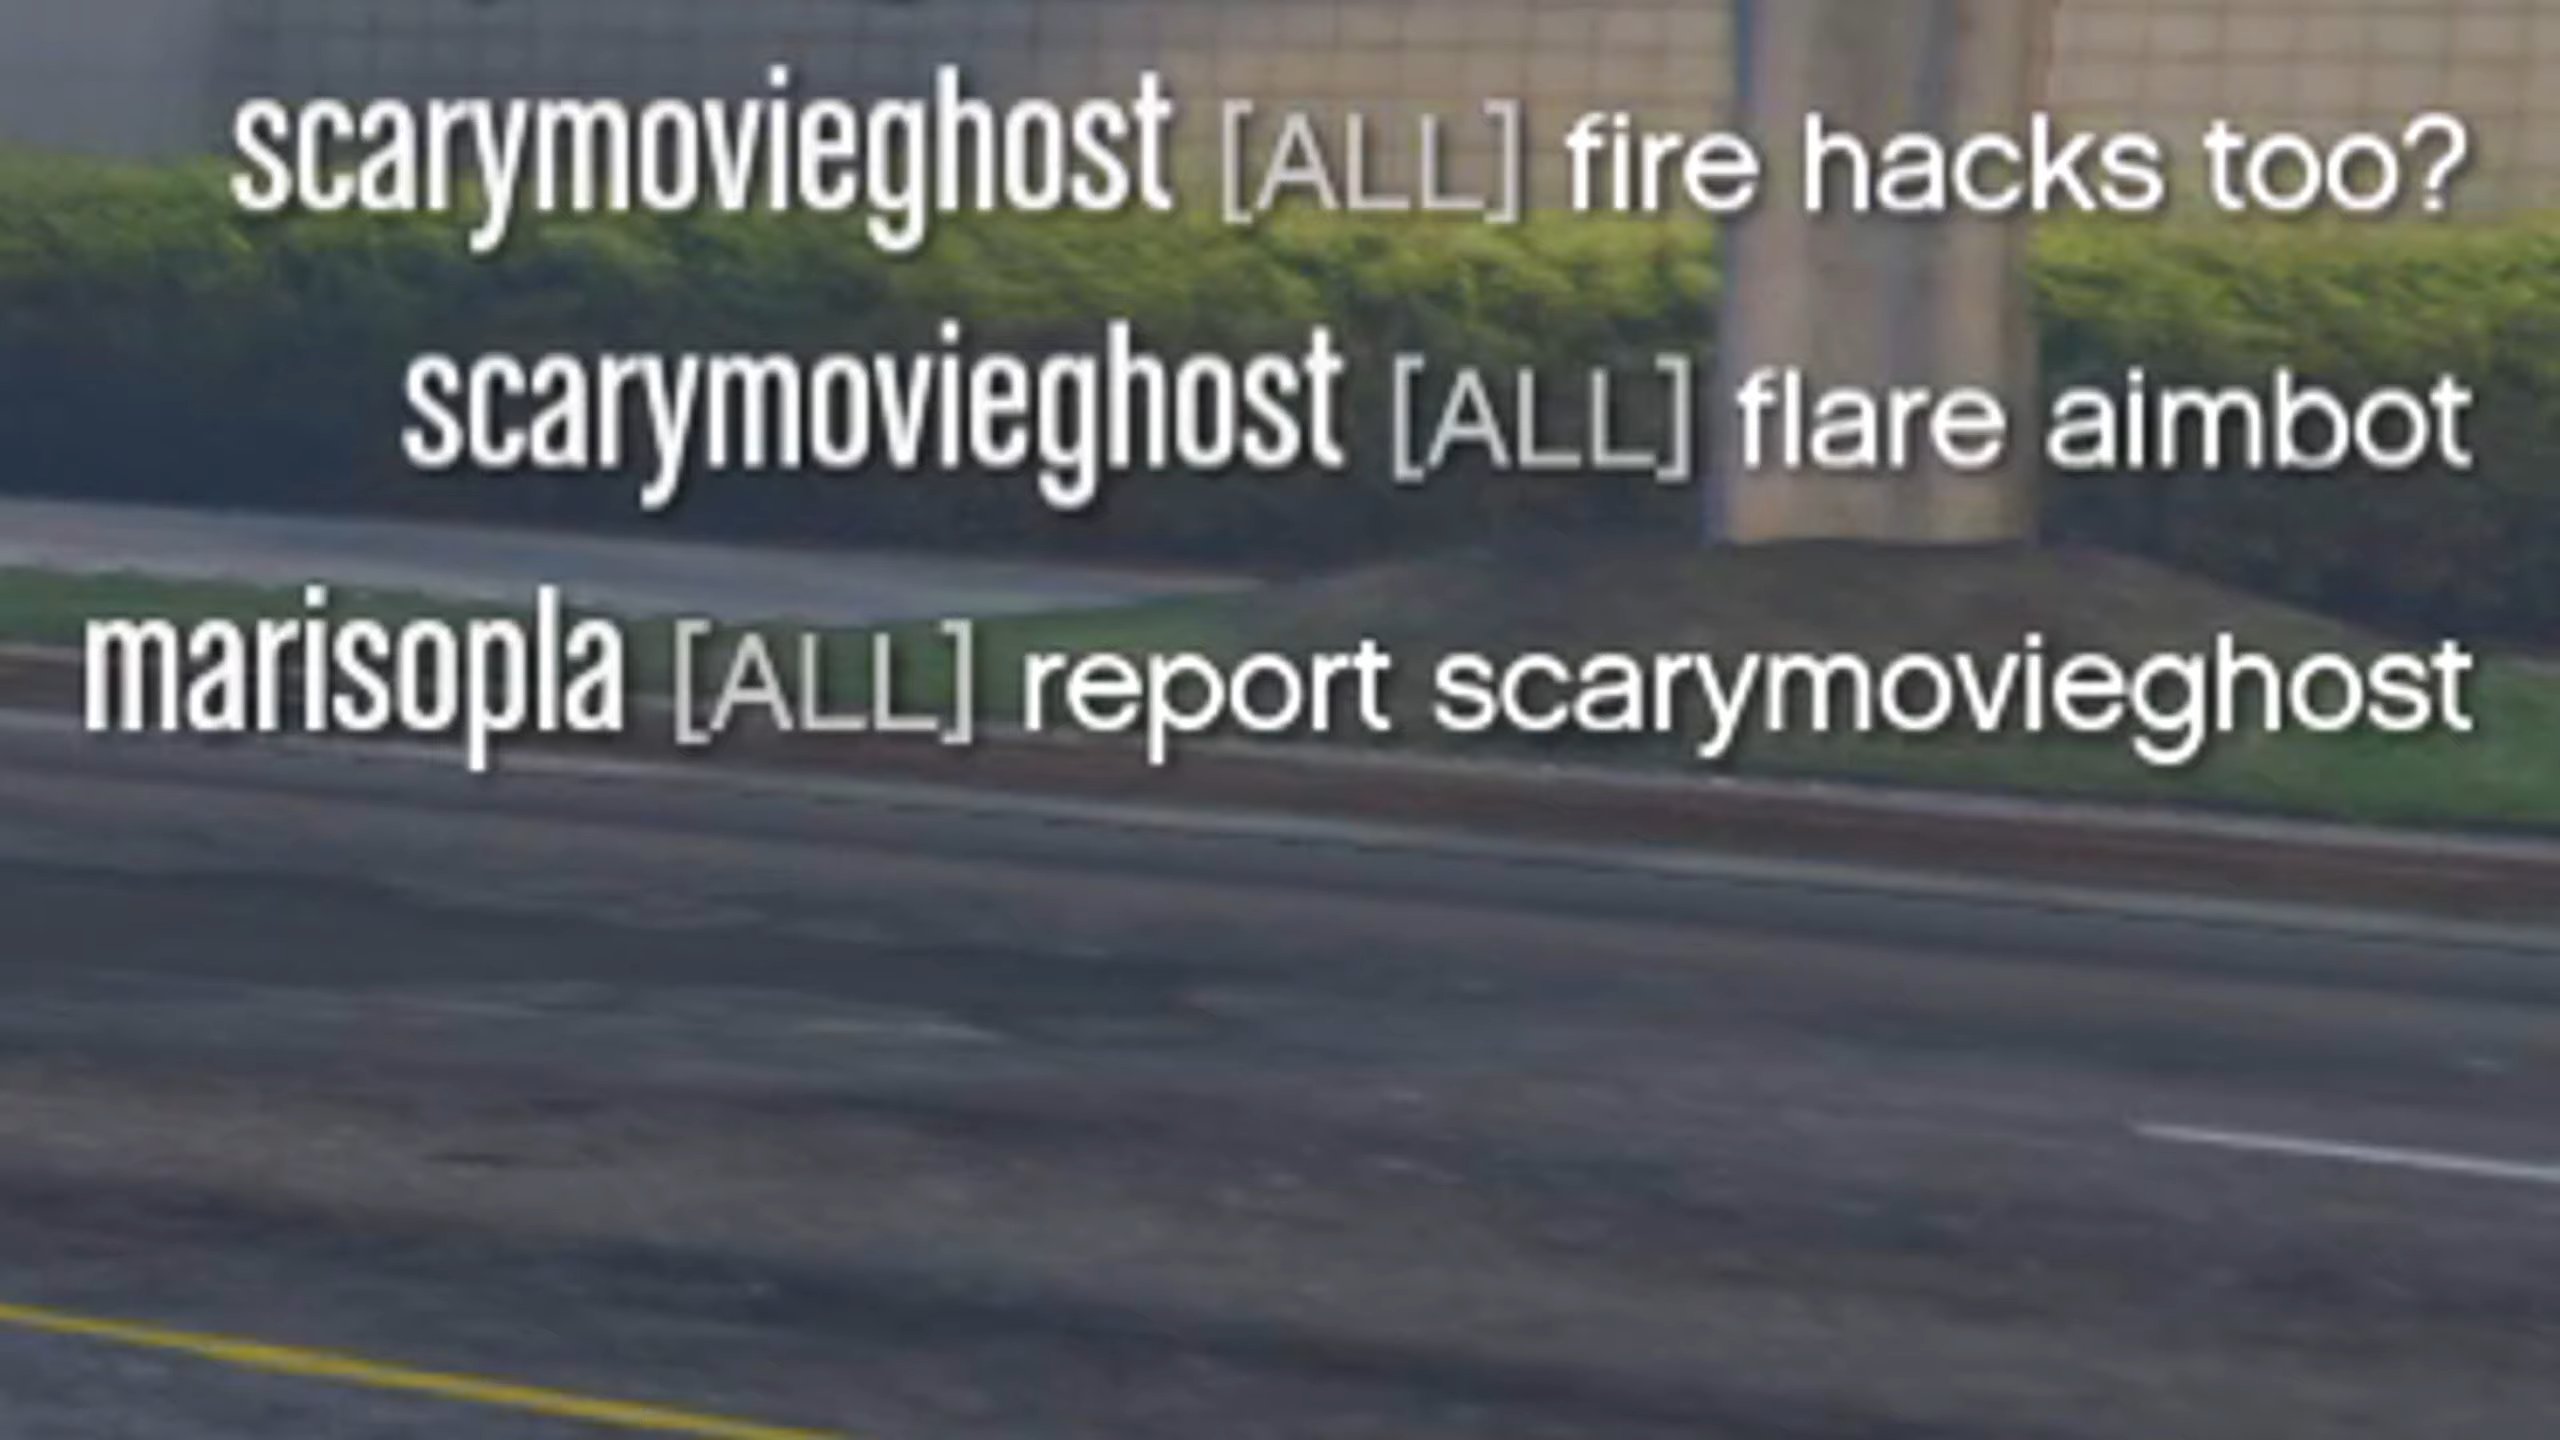 scarymovieghost [ALL] fire hacks too?
scarymovieghost [ALL] flare aimbot
marisopla [ALL] report scarymovieghost